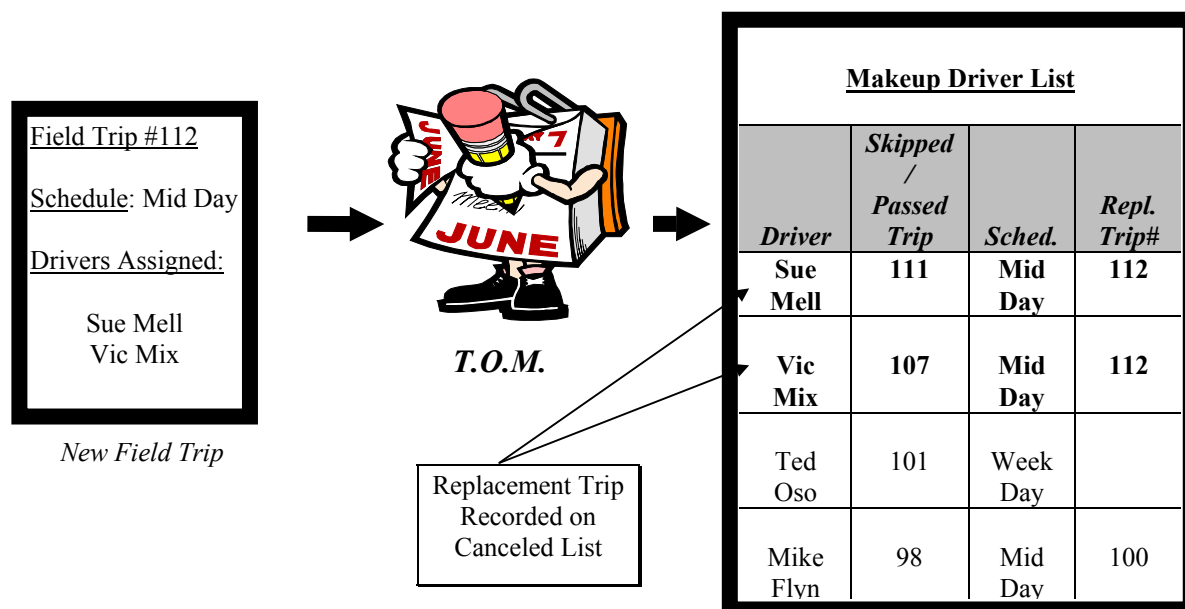 Field Trip #112
Schedule: Mid Day
Drivers Assigned:
Sue Mell
Vic Mix
New Field Trip
JUNE
7
JUNE
T.O.M.
Replacement Trip
Recorded on
Canceled List
Makeup Driver List
Driver
Skipped
/
Passed
Trip
Sched.
Repl.
Trip#
Sue
Mell
111
Mid
Day
112
Vic
Mix
107
Mid
Day
112
Ted
Oso
101
Week
Day
Mike
Flyn
98
Mid
Day
100